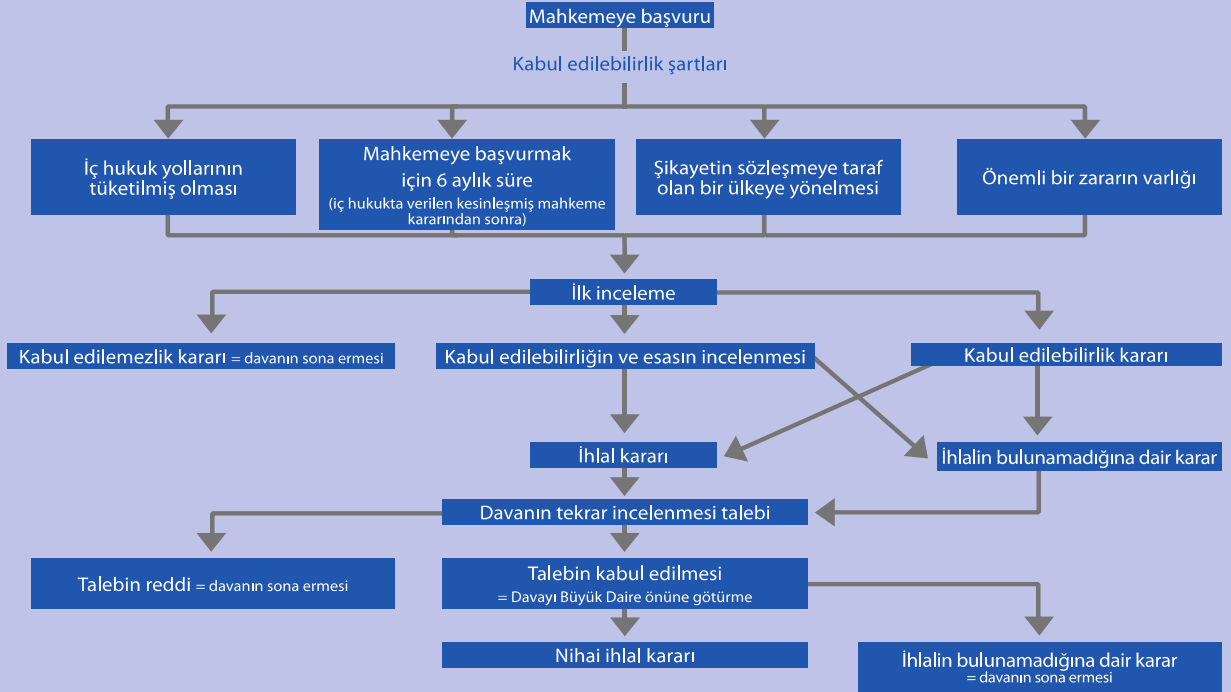 Mahkemeye başvuru
Kabul edilebilirlik şartları
İç hukuk yollarının
tüketilmiş olması
Mahkemeye başvurmak
için 6 aylık süre
(iç hukukta verilen kesinleşmiş mahkeme
kararından sonra)
Şikayetin sözleşmeye taraf
olan bir ülkeye yönelmesi
Önemli bir zararın varlığı
İlk inceleme
Kabul edilemezlik kararı = davanın sona ermesi
Kabul edilebilirliğin ve esasın incelenmesi
Kabul edilebilirlik kararı
İhlal kararı
İhlalin bulunamadığına dair karar
Davanın tekrar incelenmesi talebi
Talebin reddi = davanın sona ermesi
Talebin kabul edilmesi
= Davayı Büyük Daire önüne götürme
Nihai ihlal kararı
İhlalin bulunamadığına dair karar
= davanın sona ermesi